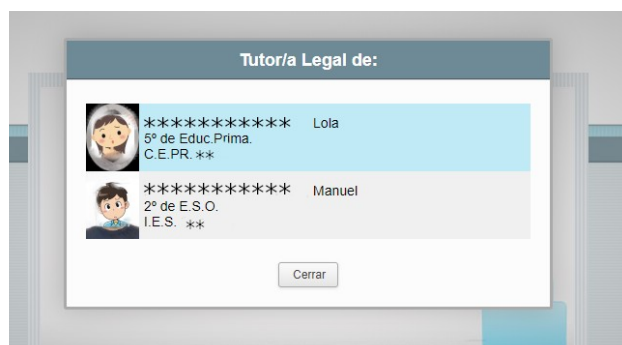 Tutor/a Legal de:
*********** Lola
5º de Educ.Prima.
C.E.PR. **
*********** Manuel
2º de E.S.O.
I.E.S. **
Cerrar